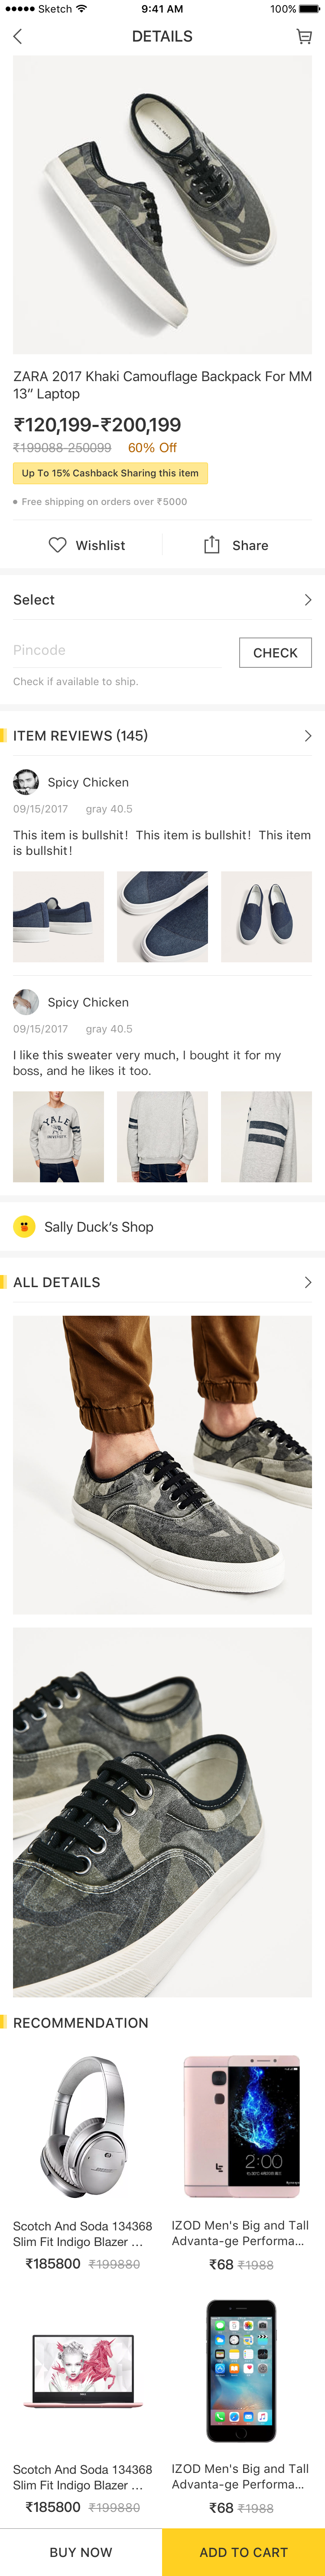 Sketch 9:41 AM 100%
DETAILS
ZARA MAN
ZARA 2017 Khaki Camouflage Backpack For MM
13” Laptop
₹120,199-₹200,199
₹199088-250099 60% Off
Up To 15% Cashback Sharing this item
Free shipping on orders over ₹5000
Wishlist Share
Select
Pincode CHECK
Check if available to ship.
ITEM REVIEWS (145)
Spicy Chicken
09/15/2017 gray 40.5
This item is bullshit! This item is bullshit! This item
is bullshit!
Spicy Chicken
09/15/2017 gray 40.5
I like this sweater very much, I bought it for my
boss, and he likes it too.
YALE
Sally Duck’s Shop
ALL DETAILS
RECOMMENDATION
2:00
Scotch And Soda 134368
Slim Fit Indigo Blazer ...
₹185800 ₹199880
IZOD Men's Big and Tall
Advanta-ge Performa...
₹68 ₹1988
Scotch And Soda 134368
Slim Fit Indigo Blazer ...
₹185800 ₹199880
IZOD Men's Big and Tall
Advanta-ge Performa...
₹68 ₹1988
BUY NOW ADD TO CART